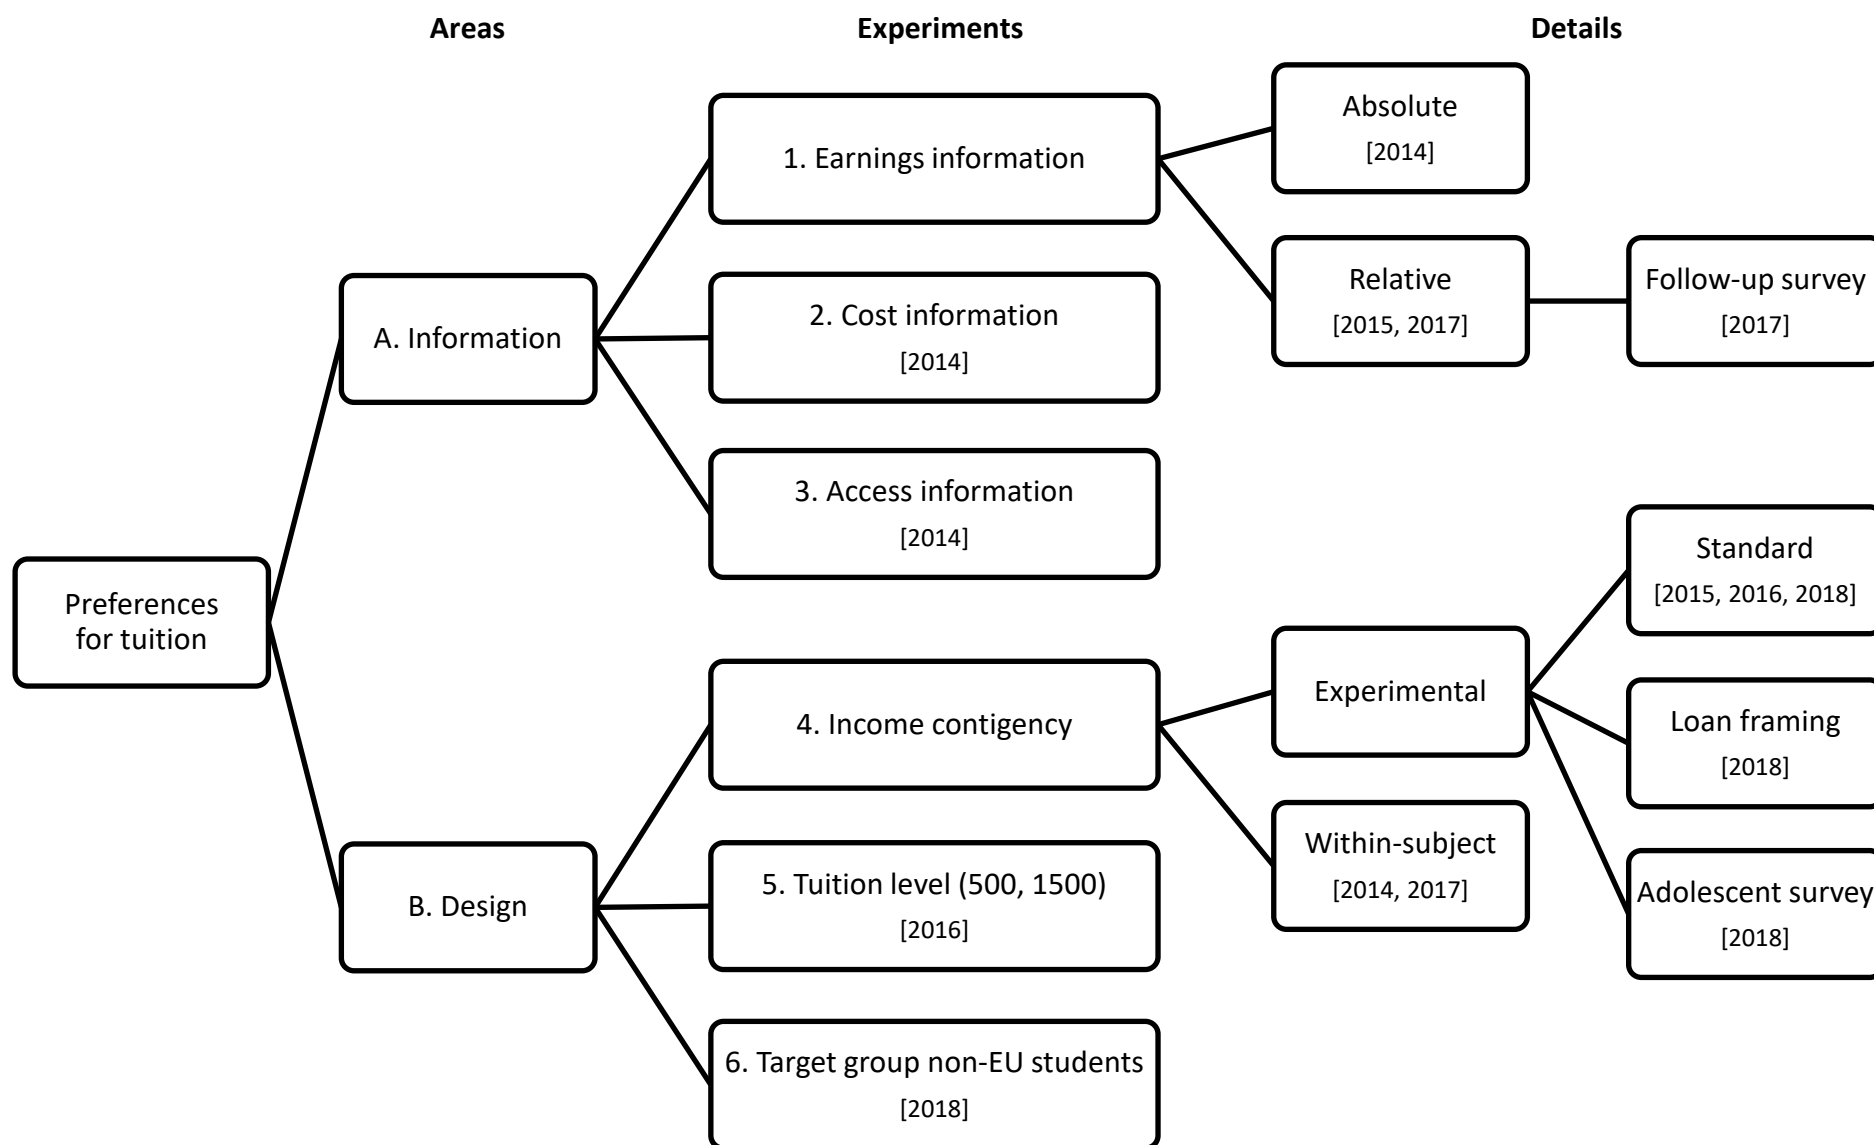 Areas
Experiments
Details
Preferences
for tuition
A. Information
1. Earnings information
Absolute
[2014]
Relative
[2015, 2017]
Follow-up survey
[2017]
2. Cost information
[2014]
3. Access information
[2014]
B. Design
4. Income contigency
Experimental
Standard
[2015, 2016, 2018]
Loan framing
[2018]
Adolescent survey
[2018]
Within-subject
[2014, 2017]
5. Tuition level (500, 1500)
[2016]
6. Target group non-EU students
[2018]